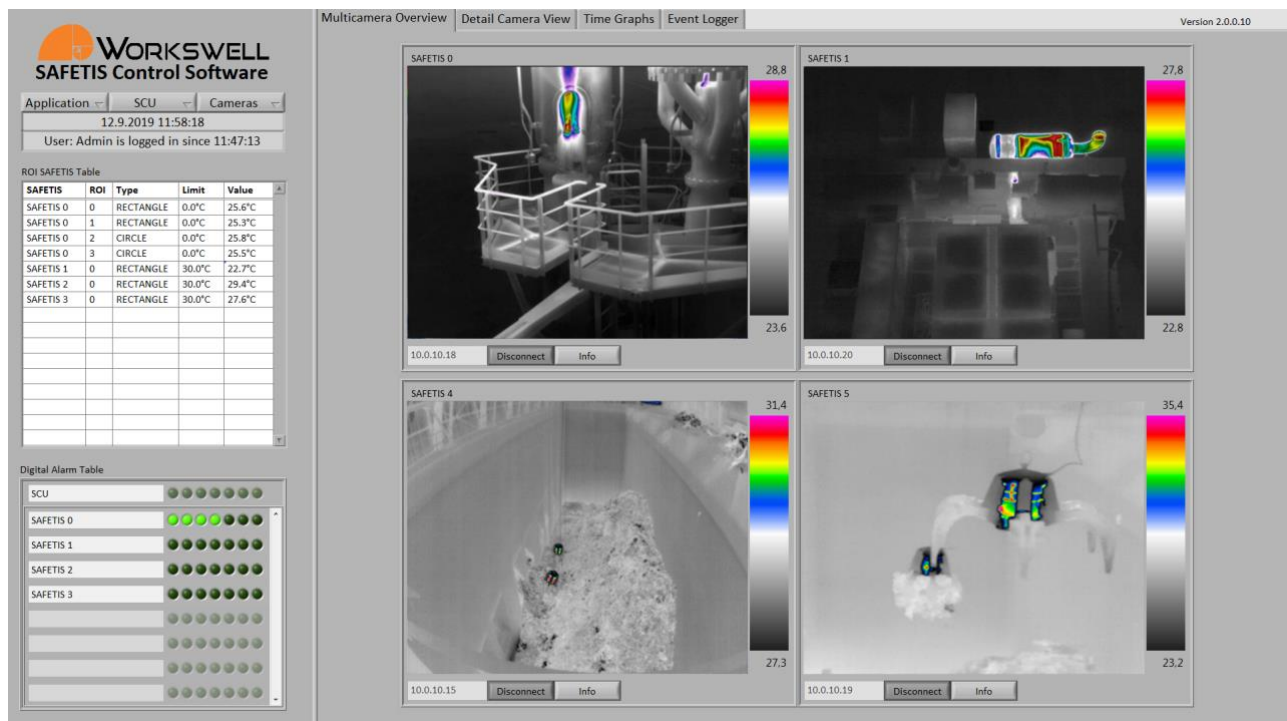 WORKSWELL
SAFETIS Control Software
Application SCU Cameras
12.9.2019 11:58:18
User: Admin is logged in since 11:47:13
ROI SAFETIS Table
SAFETIS ROI Type Limit Value
SAFETIS 0 0 RECTANGLE 0.0°C 25.6°C
SAFETIS 0 1 RECTANGLE 0.0°C 25.3°C
SAFETIS 0 2 CIRCLE 0.0°C 25.8°C
SAFETIS 0 3 CIRCLE 0.0°C 25.5°C
SAFETIS 1 0 RECTANGLE 30.0°C 22.7°C
SAFETIS 2 0 RECTANGLE 30.0°C 29.4°C
SAFETIS 3 0 RECTANGLE 30.0°C 27.6°C
Digital Alarm Table
SCU
SAFETIS 0
SAFETIS 1
SAFETIS 2
SAFETIS 3
Multicamera Overview Detail Camera View Time Graphs Event Logger
Version 2.0.0.10
SAFETIS 0
28,8
23,6
10.0.10.18 Disconnect Info
SAFETIS 1
27,8
22,8
10.0.10.20 Disconnect Info
SAFETIS 4
31,4
27,3
10.0.10.15 Disconnect Info
SAFETIS 5
35,4
23,2
10.0.10.19 Disconnect Info